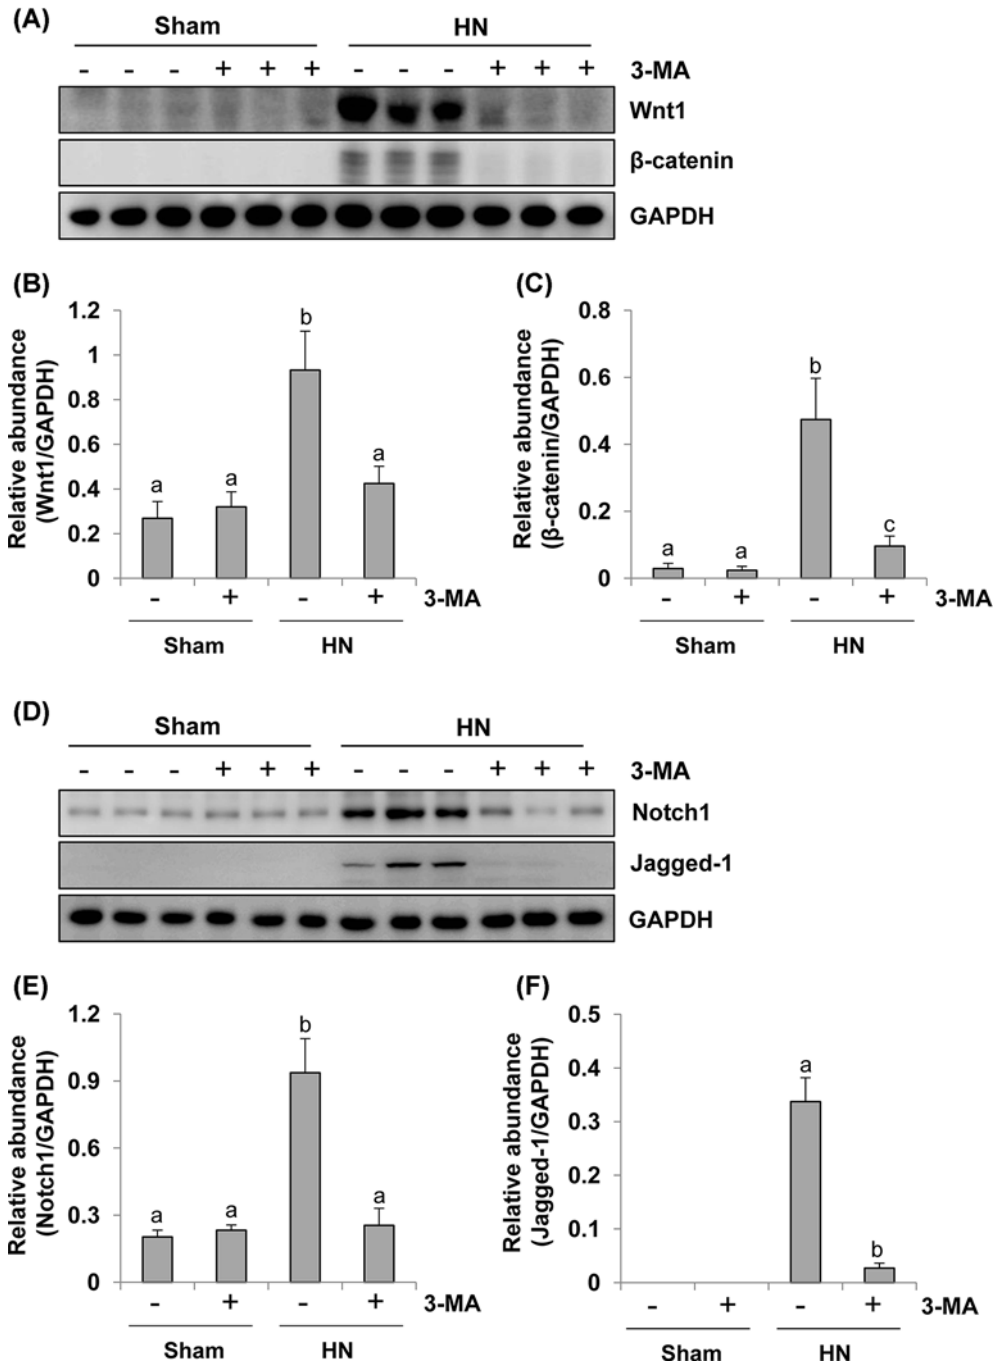 (A)
Sham HN
- - - + + + - - - + + + 3-MA
Wnt1
β-catenin
GAPDH
(B)
Relative abundance
(Wnt1/GAPDH)
1.2
1
0.8
0.6
0.4
0.2
0
a a b a
- + - + 3-MA
Sham HN
(C)
Relative abundance
(β-catenin/GAPDH)
0.8
0.6
0.4
0.2
0
a a b c
- + - + 3-MA
Sham HN
(D)
Sham HN
- - - + + + - - - + + + 3-MA
Notch1
Jagged-1
GAPDH
(E)
Relative abundance
(Notch1/GAPDH)
1.2
0.9
0.6
0.3
0
a a b a
- + - + 3-MA
Sham HN
(F)
Relative abundance
(Jagged-1/GAPDH)
0.5
0.4
0.3
0.2
0.1
0
a b
- + - + 3-MA
Sham HN